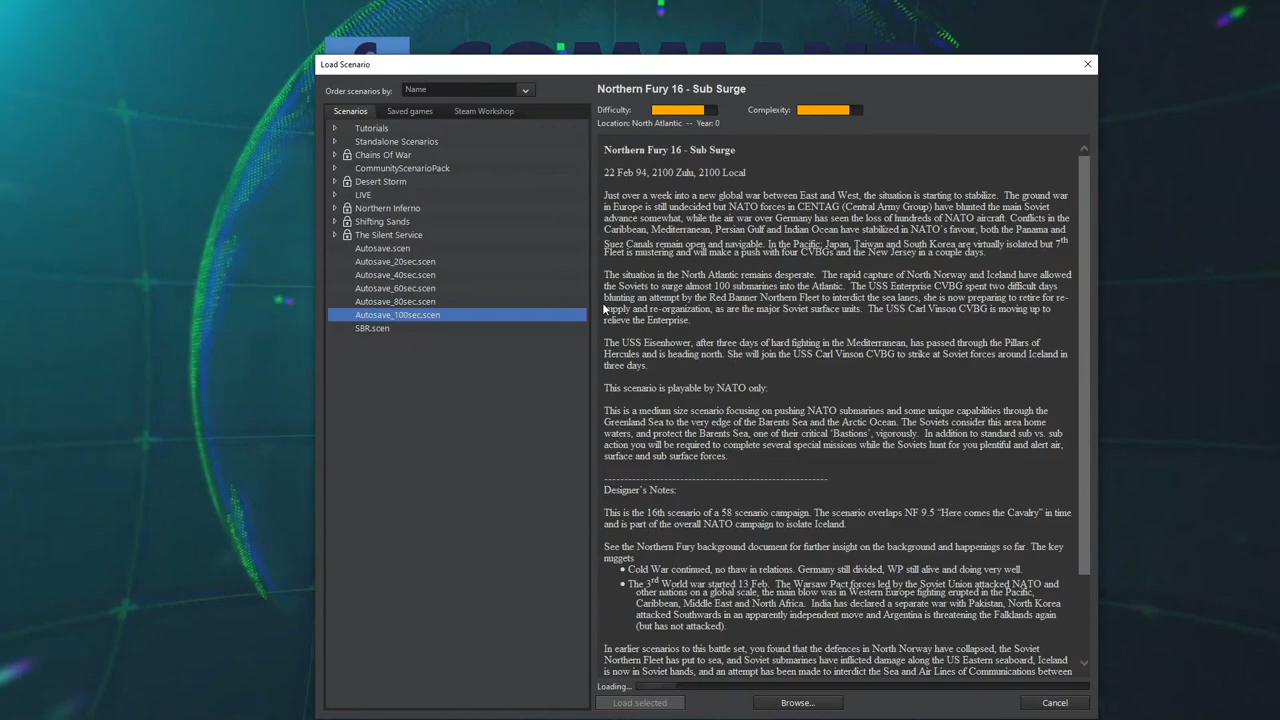 COMMAND
Load Scenario
Order scenarios by:
Name
Scenarios
Saved games
Steam Workshop
Tutorials
Standalone Scenarios
Chains Of War
CommunityScenarioPack
Desert Storm
LIVE
Northern Inferno
Shifting Sands
The Silent Service
Autosave.scen
Autosave_20sec.scen
Autosave_40sec.scen
Autosave_60sec.scen
Autosave_80sec.scen
Autosave_100sec.scen
SBR.scen
Northern Fury 16 - Sub Surge
Difficulty:
Complexity:
Location: North Atlantic -- Year: 0
Northern Fury 16 - Sub Surge
22 Feb 94, 2100 Zulu, 2100 Local
Just over a week into a new global war between East and West, the situation is starting to stabilize. The ground war
in Europe is still undecided but NATO forces in CENTAG (Central Army Group) have blunted the main Soviet
advance somewhat, while the air war over Germany has seen the loss of hundreds of NATO aircraft. Conflicts in the
Caribbean, Mediterranean, Persian Gulf and Indian Ocean have stabilized in NATO`s favour, both the Panama and
Suez Canals remain open and navigable. In the Pacific; Japan, Taiwan and South Korea are virtually isolated but 7th
Fleet is mustering and will make a push with four CVBGs and the New Jersey in a couple days.
The situation in the North Atlantic remains desperate. The rapid capture of North Norway and Iceland have allowed
the Soviets to surge almost 100 submarines into the Atlantic. The USS Enterprise CVBG spent two difficult days
blunting an attempt by the Red Banner Northern Fleet to interdict the sea lanes, she is now preparing to retire for re-
supply and re-organization, as are the major Soviet surface units. The USS Carl Vinson CVBG is moving up to
relieve the Enterprise.
The USS Eisenhower, after three days of hard fighting in the Mediterranean, has passed through the Pillars of
Hercules and is heading north. She will join the USS Carl Vinson CVBG to strike at Soviet forces around Iceland in
three days.
This scenario is playable by NATO only:
This is a medium size scenario focusing on pushing NATO submarines and some unique capabilities through the
Greenland Sea to the very edge of the Barents Sea and the Arctic Ocean. The Soviets consider this area home
waters, and protect the Barents Sea, one of their critical ‘Bastions’, vigorously. In addition to standard sub vs. sub
action you will be required to complete several special missions while the Soviets hunt for you plentiful and alert air,
surface and sub surface forces.
-----------------------------------------------------
Designer`s Notes:
This is the 16th scenario of a 58 scenario campaign. The scenario overlaps NF 9.5 “Here comes the Cavalry” in time
and is part of the overall NATO campaign to isolate Iceland.
See the Northern Fury background document for further insight on the background and happenings so far. The key
nuggets
• Cold War continued, no thaw in relations. Germany still divided, WP still alive and doing very well.
• The 3rd World war started 13 Feb. The Warsaw Pact forces led by the Soviet Union attacked NATO and
other nations on a global scale, the main blow was in Western Europe fighting erupted in the Pacific,
Caribbean, Middle East and North Africa. India has declared a separate war with Pakistan, North Korea
attacked Southwards in an apparently independent move and Argentina is threatening the Falklands again
(but has not attacked).
In earlier scenarios to this battle set, you found that the defences in North Norway have collapsed, the Soviet
Northern Fleet has put to sea, and Soviet submarines have inflicted damage along the US Eastern seaboard, Iceland
is now in Soviet hands, and an attempt has been made to interdict the Sea and Air Lines of Communications between
Loading...
Load selected
Browse...
Cancel